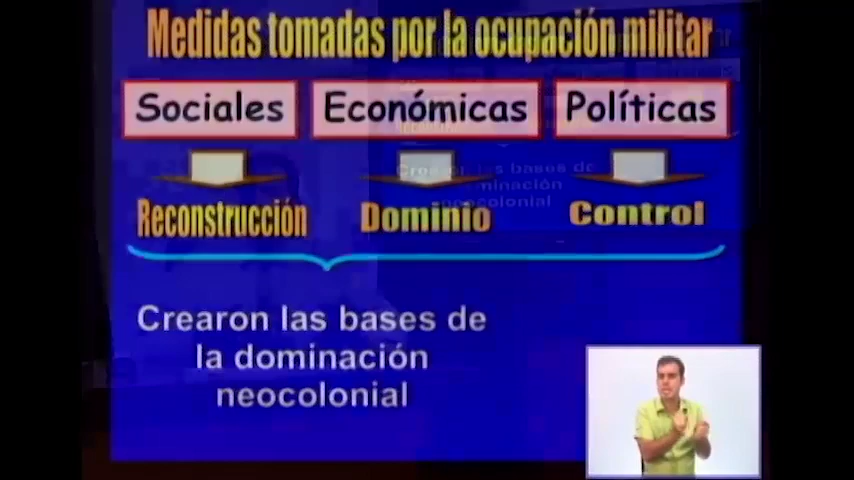 Medidas tomadas por la ocupación militar
Sociales Económicas Políticas
Reconstrucción Dominio Control
Crearon las bases de
la dominación
neocolonial